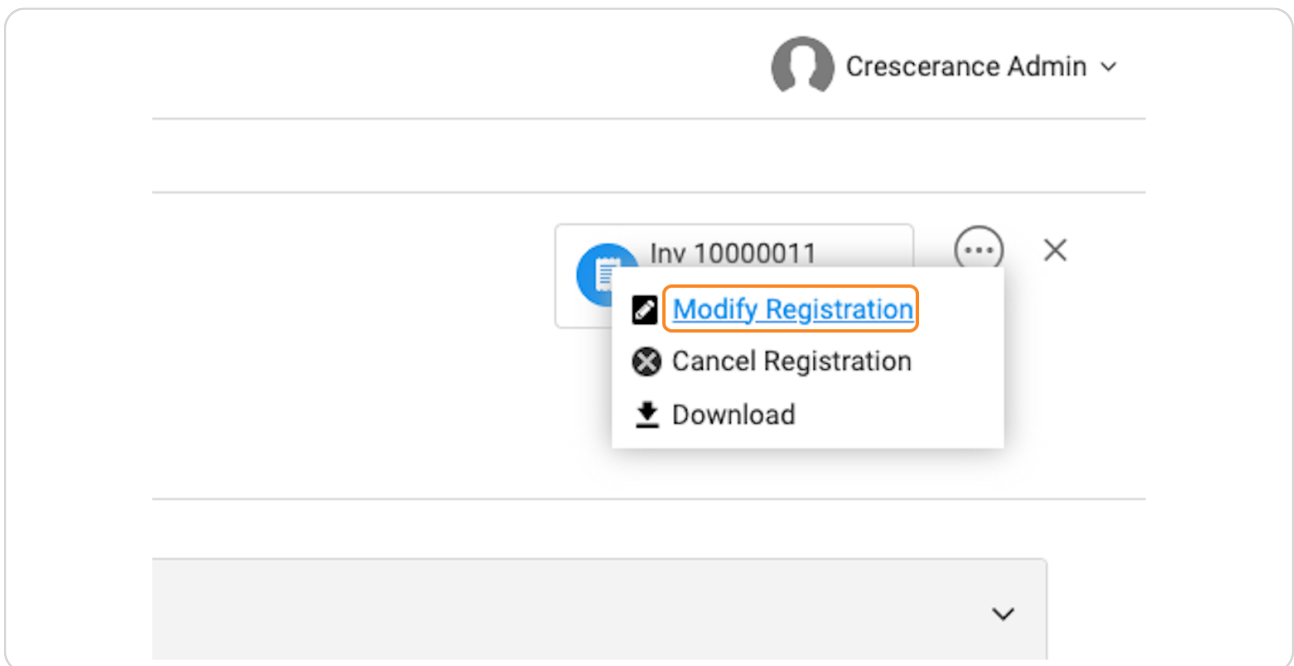 Crescerance Admin
Inv 10000011
Modify Registration
Cancel Registration
Download